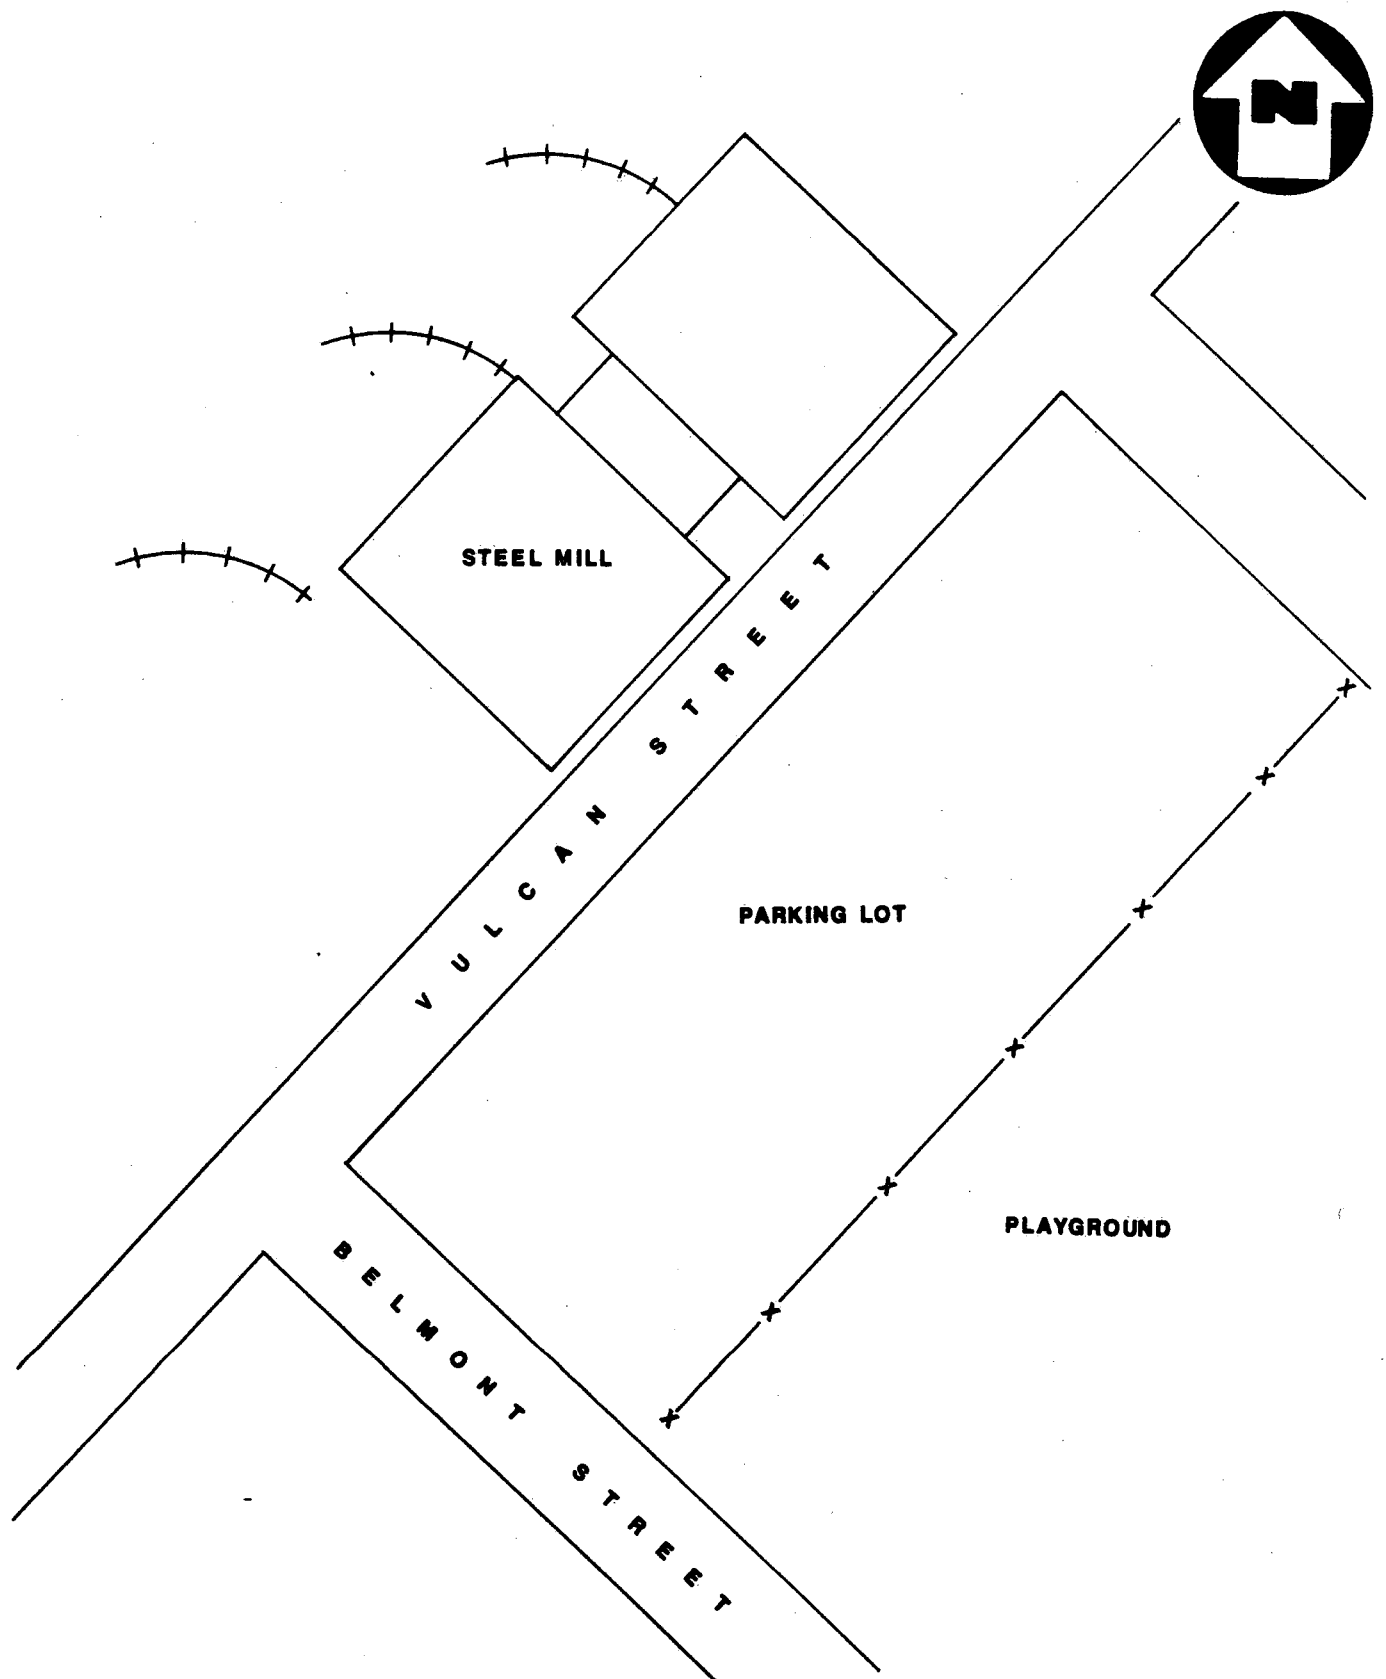 N
STEEL MILL
VULCAN STREET
PARKING LOT
PLAYGROUND
BELMONT STREET